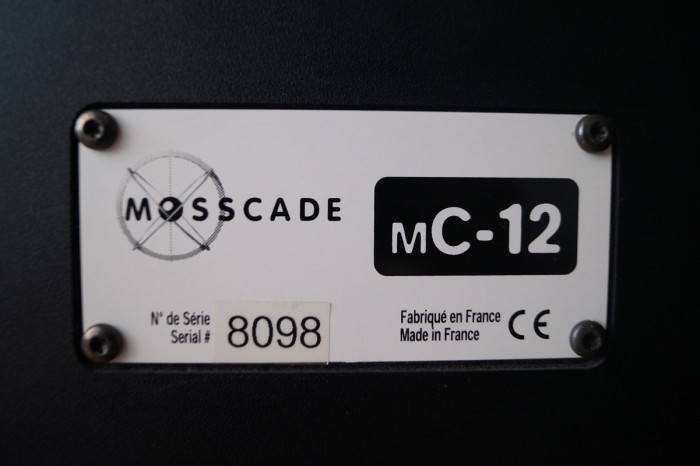 MOSSCADE
MC-12
N° de Série
Serial # 8098
Fabriqué en France
Made in France CE